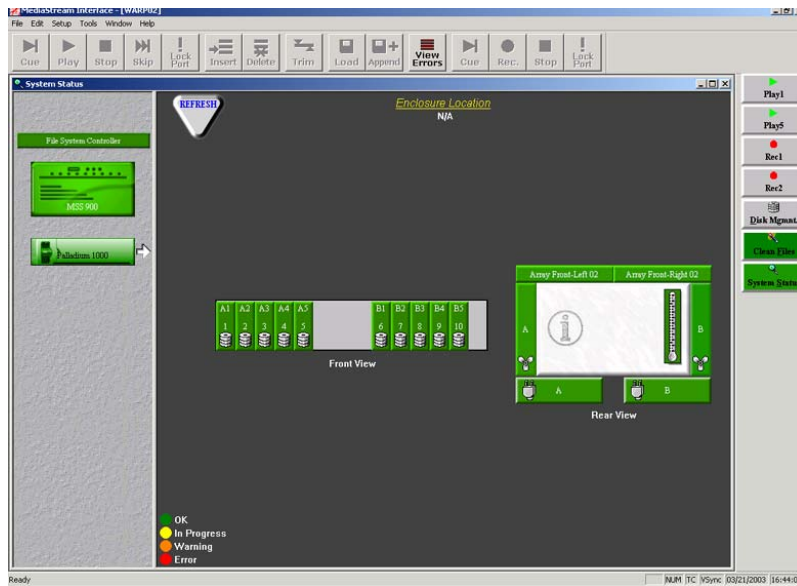 MediaStream Interface - [WARP02]
File Edit Setup Tools Window Help
Cue Play Stop Skip Lock Port Insert Delete Trim Load Append View Errors Cue Rec. Stop Lock Port
System Status
REFRESH
Enclosure Location
N/A
File System Controller
MSS 900
Palladium 1000
A1 A2 A3 A4 A5 B1 B2 B3 B4 B5
1 2 3 4 5 6 7 8 9 10
Front View
Array Front-Left 02 Array Front-Right 02
A B
A B
Rear View
OK
In Progress
Warning
Error
Play1
Play5
Rec1
Rec2
Disk Mgmnt.
Clean Files
System Statu
Ready NUM TC VSync 03/21/2003 16:44:0